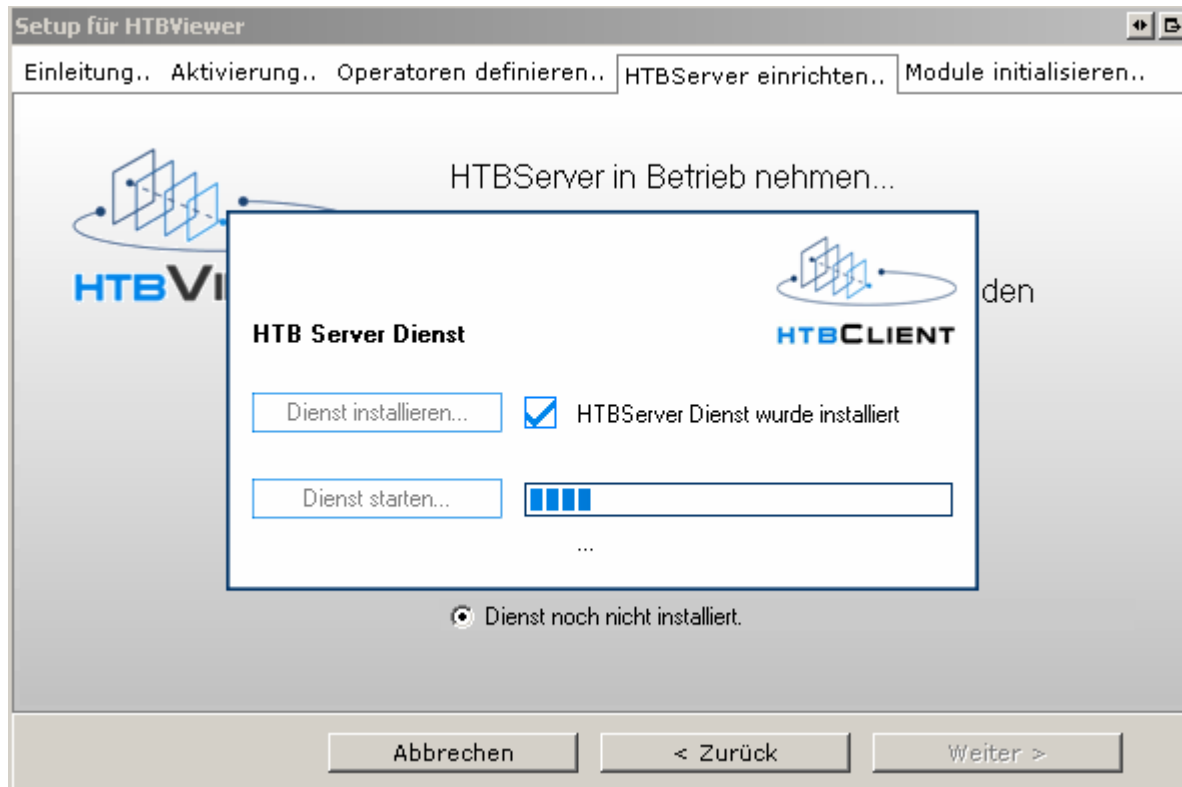 Setup für HTBViewer
Einleitung.. Aktivierung.. Operatoren definieren.. HTBServer einrichten.. Module initialisieren..
HTBServer in Betrieb nehmen...
HTBVI
den
HTBCLIENT
HTB Server Dienst
Dienst installieren... HTBServer Dienst wurde installiert
Dienst starten...
...
Dienst noch nicht installiert.
Abbrechen < Zurück Weiter >